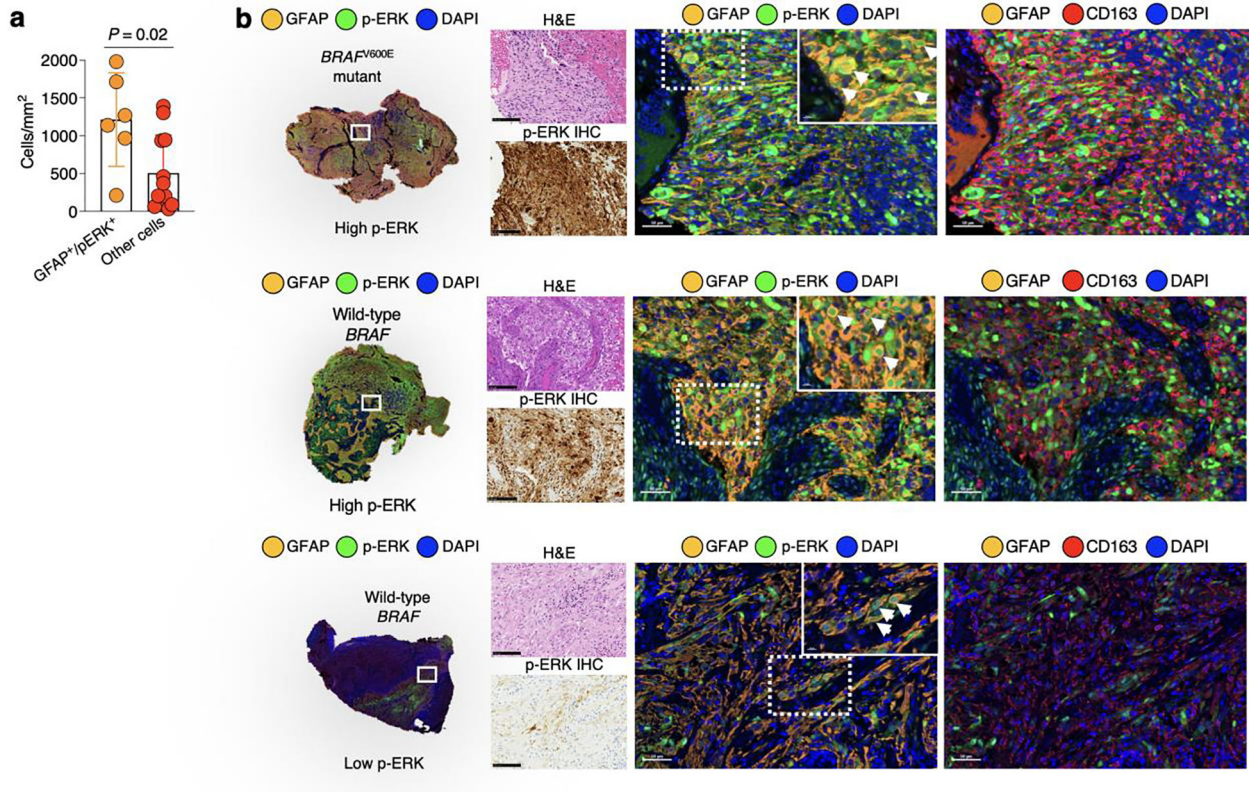 a
P = 0.02
Cells/mm²
2000
1500
1000
500
0
GFAP⁺/pERK⁺
Other cells
b
GFAP p-ERK DAPI
BRAFV600E
mutant
High p-ERK
H&E
p-ERK IHC
GFAP p-ERK DAPI
GFAP CD163 DAPI
GFAP p-ERK DAPI
Wild-type
BRAF
High p-ERK
H&E
p-ERK IHC
GFAP p-ERK DAPI
GFAP CD163 DAPI
GFAP p-ERK DAPI
Wild-type
BRAF
Low p-ERK
H&E
p-ERK IHC
GFAP p-ERK DAPI
GFAP CD163 DAPI